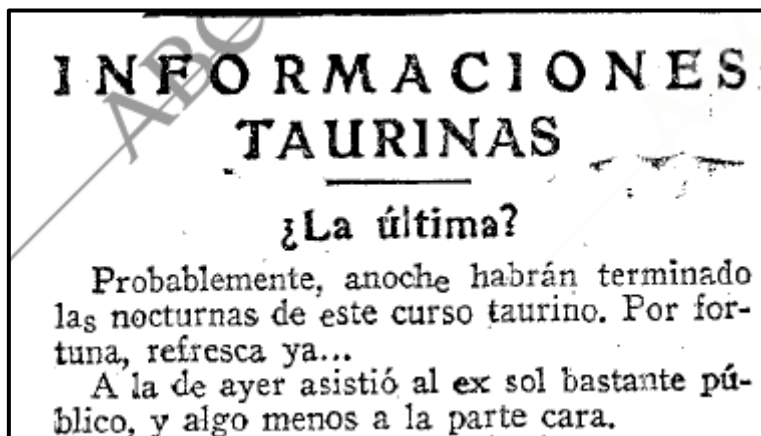 INFORMACIONES
TAURINAS
¿La última?
Probablemente, anoche habrán terminado
las nocturnas de este curso taurino. Por for-
tuna, refresca ya...
A la de ayer asistió al ex sol bastante pú-
blico, y algo menos a la parte cara.
ABC